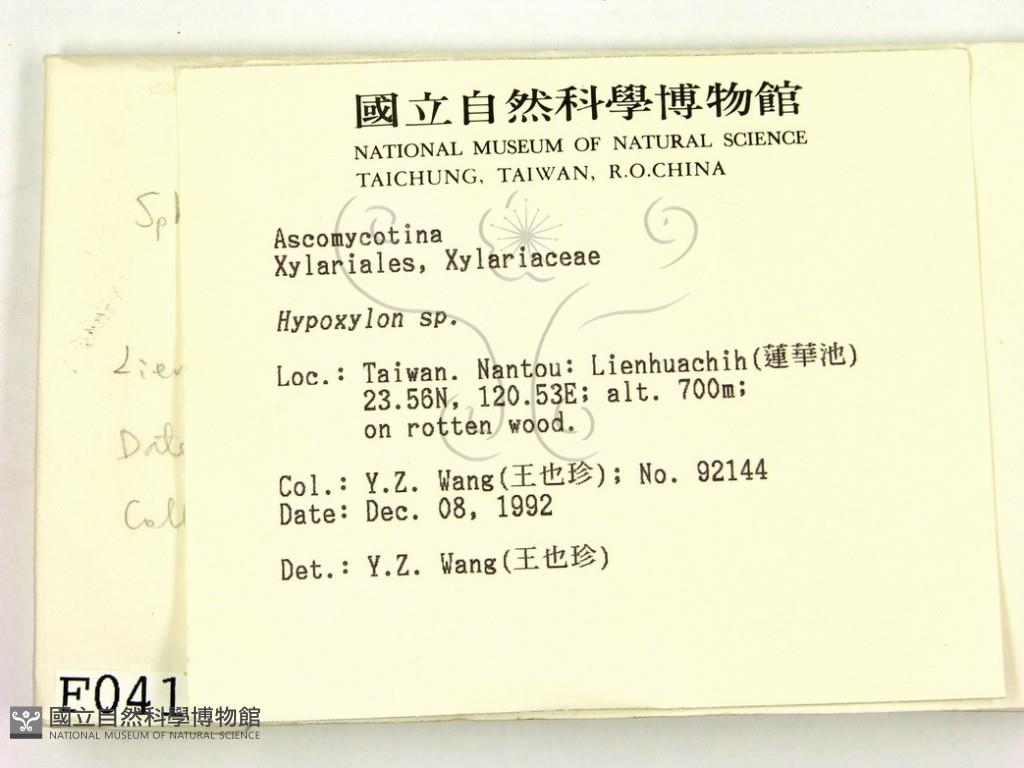 國立自然科學博物館
NATIONAL MUSEUM OF NATURAL SCIENCE
TAICHUNG, TAIWAN, R.O.CHINA
Ascomycotina
Xylariales, Xylariaceae
Hypoxylon sp.
Loc.: Taiwan. Nantou: Lienhuachih(蓮華池)
23.56N, 120.53E; alt. 700m;
on rotten wood.
Col.: Y.Z. Wang(王也珍); No. 92144
Date: Dec. 08, 1992
Det.: Y.Z. Wang(王也珍)
F041
國立自然科學博物館
NATIONAL MUSEUM OF NATURAL SCIENCE